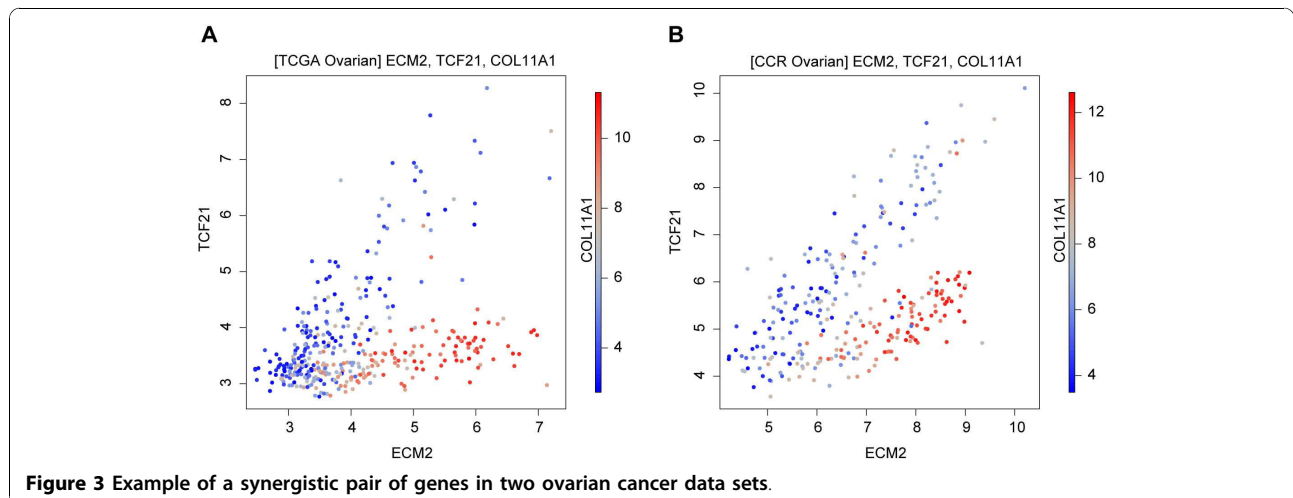 A
[TCGA Ovarian] ECM2, TCF21, COL11A1
TCF21
8
7
6
5
4
3
3 4 5 6 7
ECM2
COL11A1
10
8
6
4
B
[CCR Ovarian] ECM2, TCF21, COL11A1
TCF21
10
9
8
7
6
5
4
5 6 7 8 9 10
ECM2
COL11A1
12
10
8
6
4
Figure 3 Example of a synergistic pair of genes in two ovarian cancer data sets.